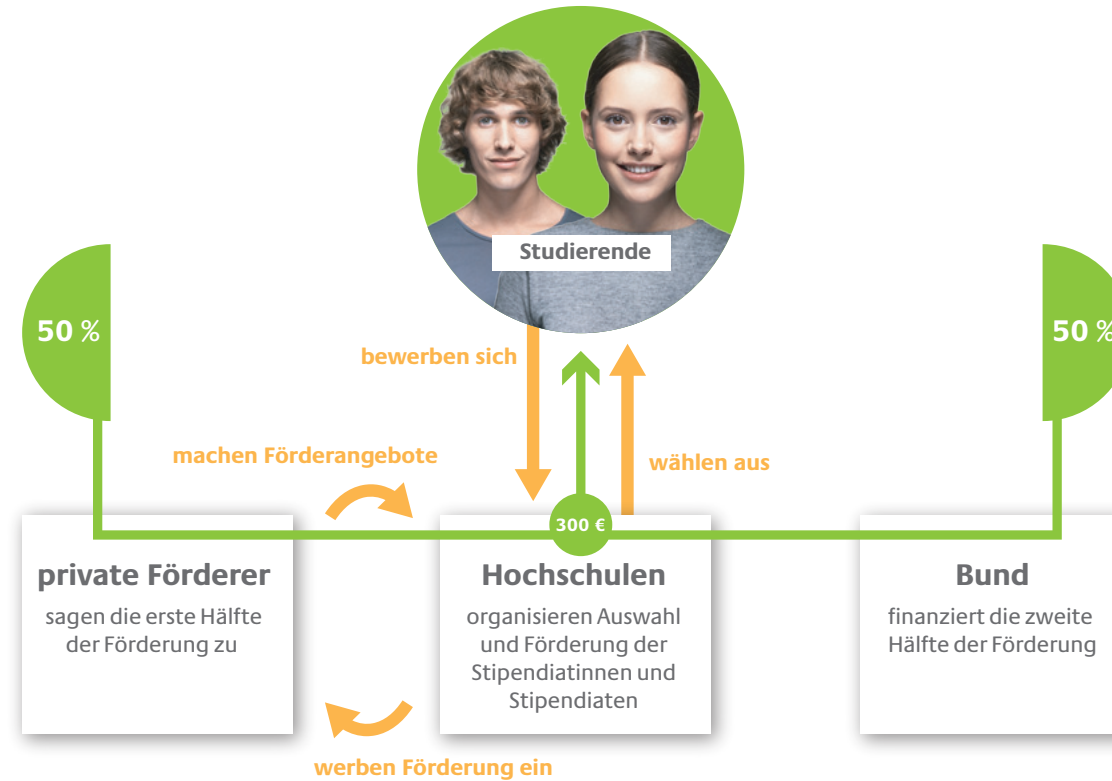 Studierende
50 %
50 %
bewerben sich
machen Förderangebote
wählen aus
300 €
private Förderer
sagen die erste Hälfte
der Förderung zu
Hochschulen
organisieren Auswahl
und Förderung der
Stipendiatinnen und
Stipendiaten
Bund
finanziert die zweite
Hälfte der Förderung
werben Förderung ein